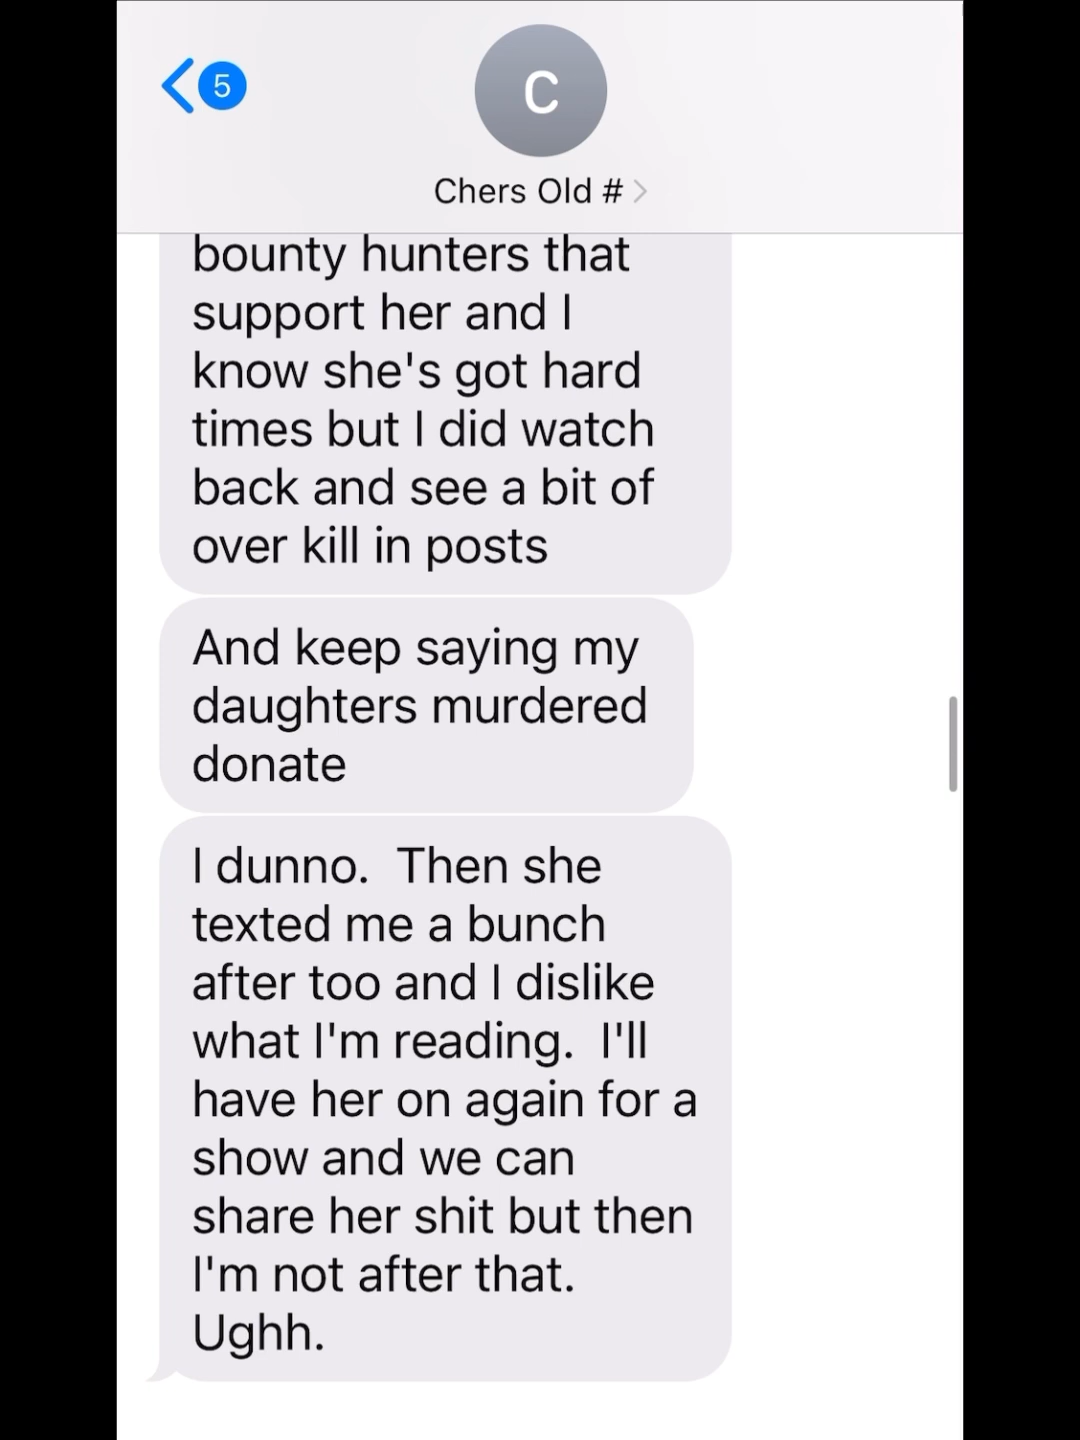 5
C
Chers Old #
bounty hunters that
support her and I
know she's got hard
times but I did watch
back and see a bit of
over kill in posts
And keep saying my
daughters murdered
donate
I dunno.  Then she
texted me a bunch
after too and I dislike
what I'm reading.  I'll
have her on again for a
show and we can
share her shit but then
I'm not after that.
Ughh.